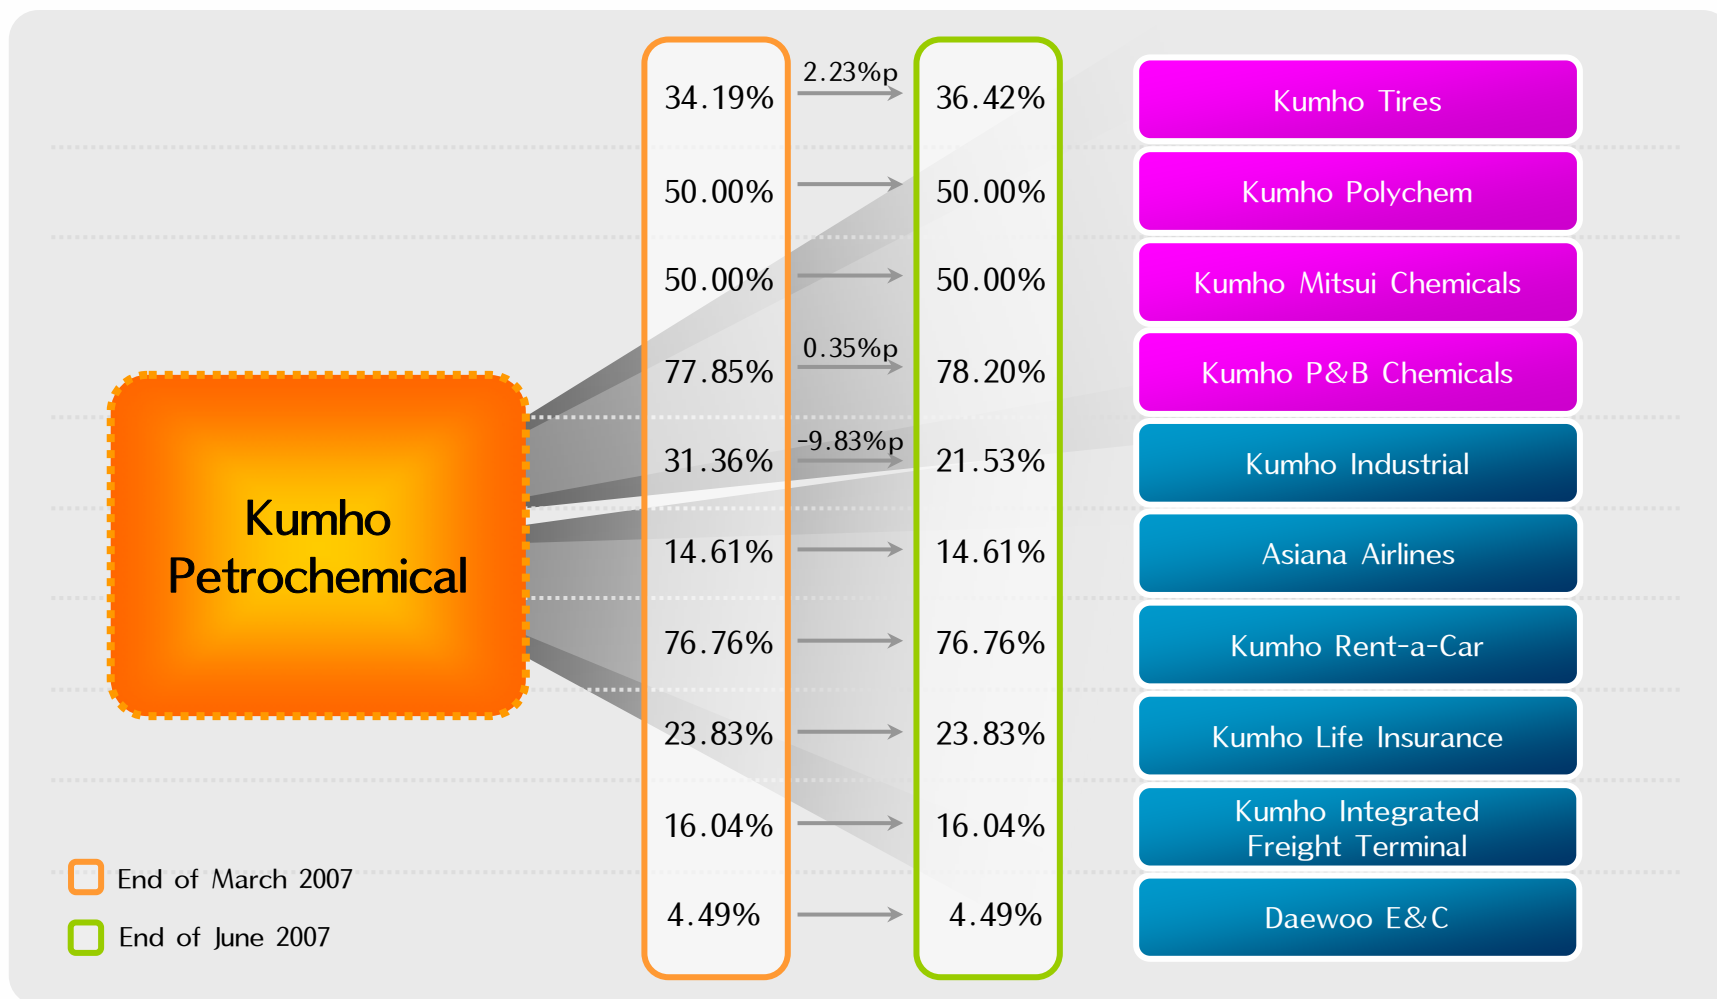 2.23%p
34.19%
36.42%
Kumho Tires
50.00%
50.00%
Kumho Polychem
50.00%
50.00%
Kumho Mitsui Chemicals
0.35%p
77.85%
78.20%
Kumho P&B Chemicals
-9.83%p
31.36%
21.53%
Kumho Industrial
Kumho
Petrochemical
14.61%
14.61%
Asiana Airlines
76.76%
76.76%
Kumho Rent-a-Car
23.83%
23.83%
Kumho Life Insurance
16.04%
16.04%
Kumho Integrated
Freight Terminal
4.49%
4.49%
Daewoo E&C
End of March 2007
End of June 2007